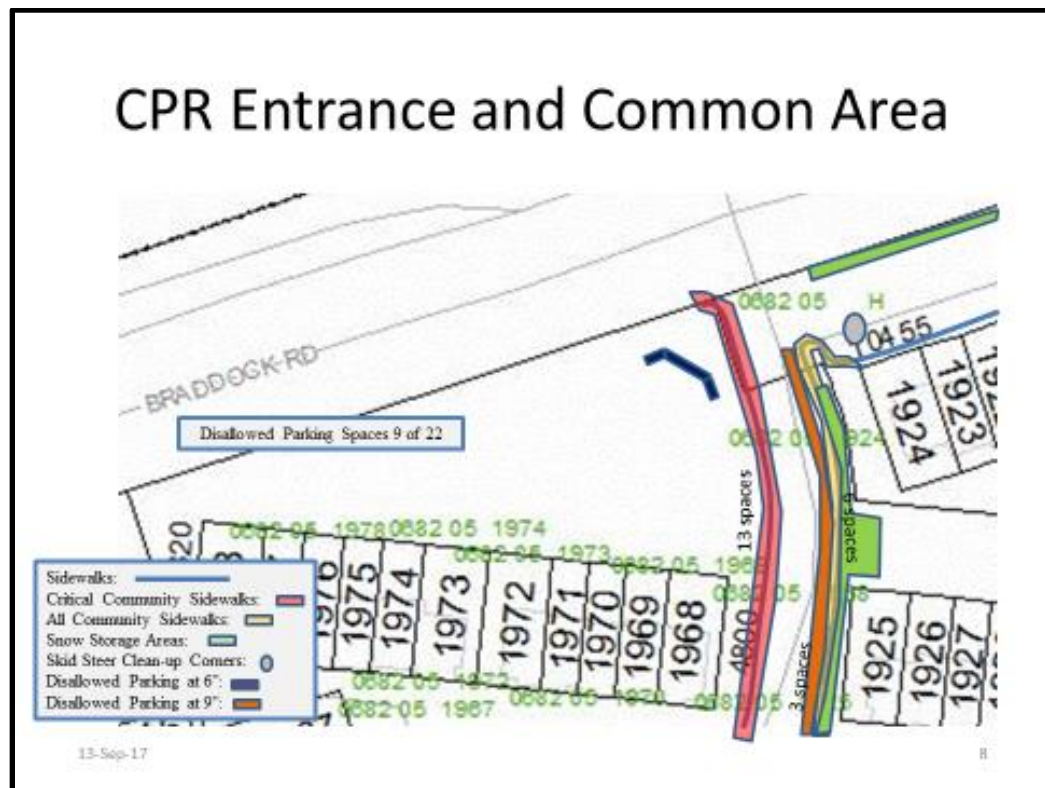 CPR Entrance and Common Area
BRADDOCK RD
0682 05 H
04 55
1924
1923
Disallowed Parking Spaces 9 of 22
13 spaces
6 spaces
3 spaces
0682 05 1978
0682 05 1974
0682 05 1973
1975
1974
1973
1972
1971
1970
1969
1968
4800
1925
1926
1927
0682 05 1967
Sidewalks:
Critical Community Sidewalks:
All Community Sidewalks:
Snow Storage Areas:
Skid Steer Clean-up Corners:
Disallowed Parking at 6":
Disallowed Parking at 9":
13-Sep-17
8